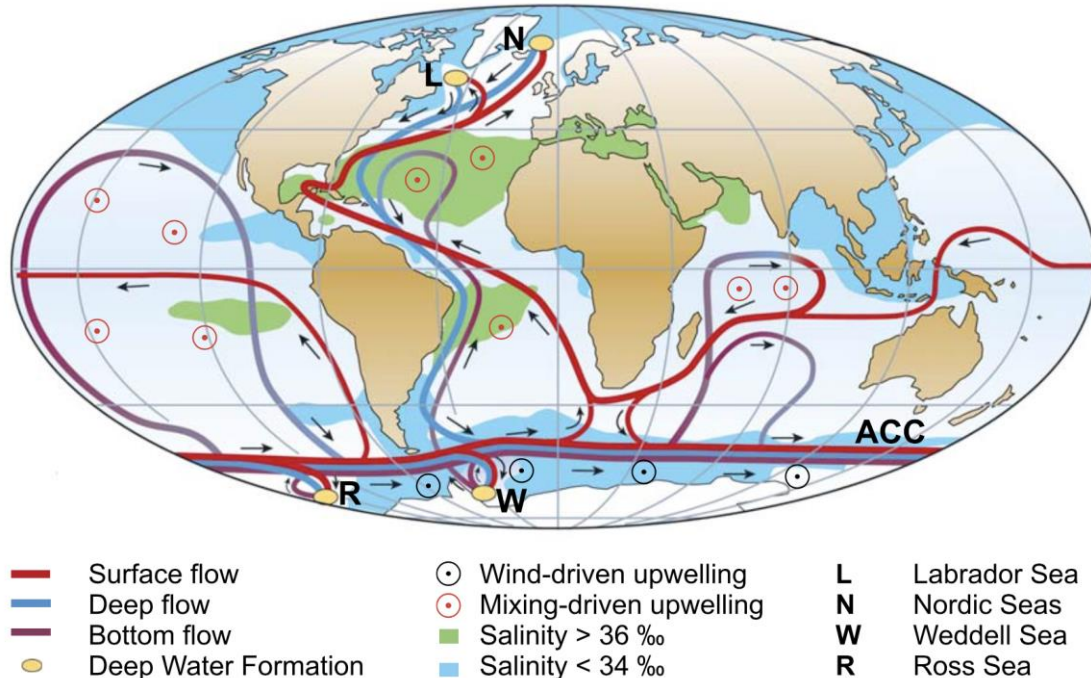 N
L
ACC
R
W
Surface flow
Deep flow
Bottom flow
Deep Water Formation
Wind-driven upwelling
Mixing-driven upwelling
Salinity > 36 ‰
Salinity < 34 ‰
L Labrador Sea
N Nordic Seas
W Weddell Sea
R Ross Sea